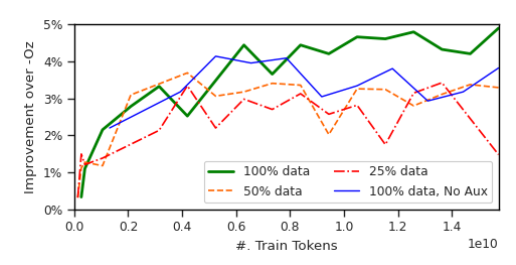 5%
4%
3%
2%
1%
0%
Improvement over -Oz
100% data
50% data
25% data
100% data, No Aux
0.0 0.2 0.4 0.6 0.8 1.0 1.2 1.4
1e10
#. Train Tokens